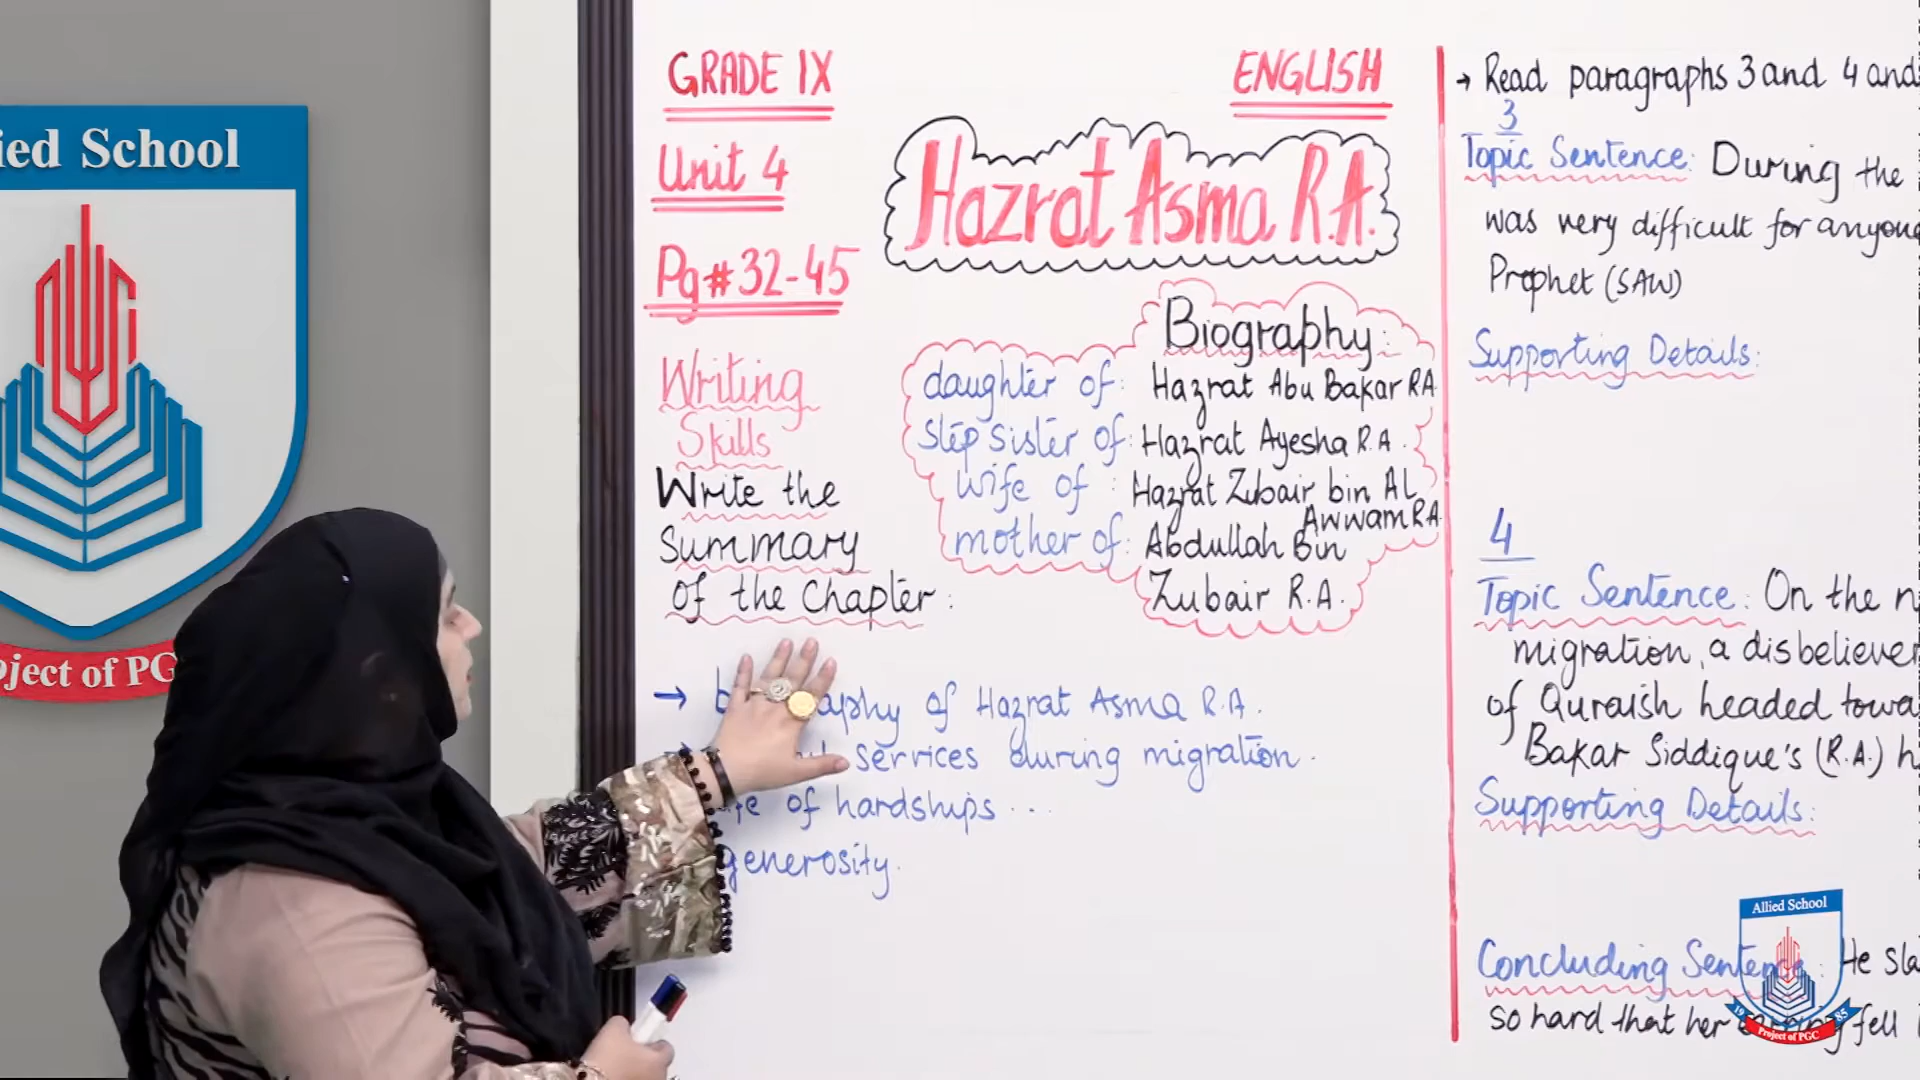 ied School
oject of PG
GRADE IX
ENGLISH
Unit 4
Pg# 32-45
Hazrat Asma R.A.
Biography:
daughter of: Hazrat Abu Bakar RA
Step sister of: Hazrat Ayesha R.A.
wife of : Hazrat Zubair bin AL
AwwamRA
mother of: Abdullah Bin
Zubair R.A.
Writing
Skills
Write the
Summary
of the Chapter:
→ b aphy of Hazrat Asma R.A.
services during migration.
of hardships...
generosity.
→ Read paragraphs 3 and 4 and
3
Topic Sentence: During the
was very difficult for anyone
Prophet (SAW)
Supporting Details:
4
Topic Sentence: On the n
migration, a disbeliever
of Quraish headed towa
Bakar Siddique's (R.A.) h
Supporting Details:
Concluding Senten : He sla
so hard that her fell
Allied School
19 85
Project of PGC